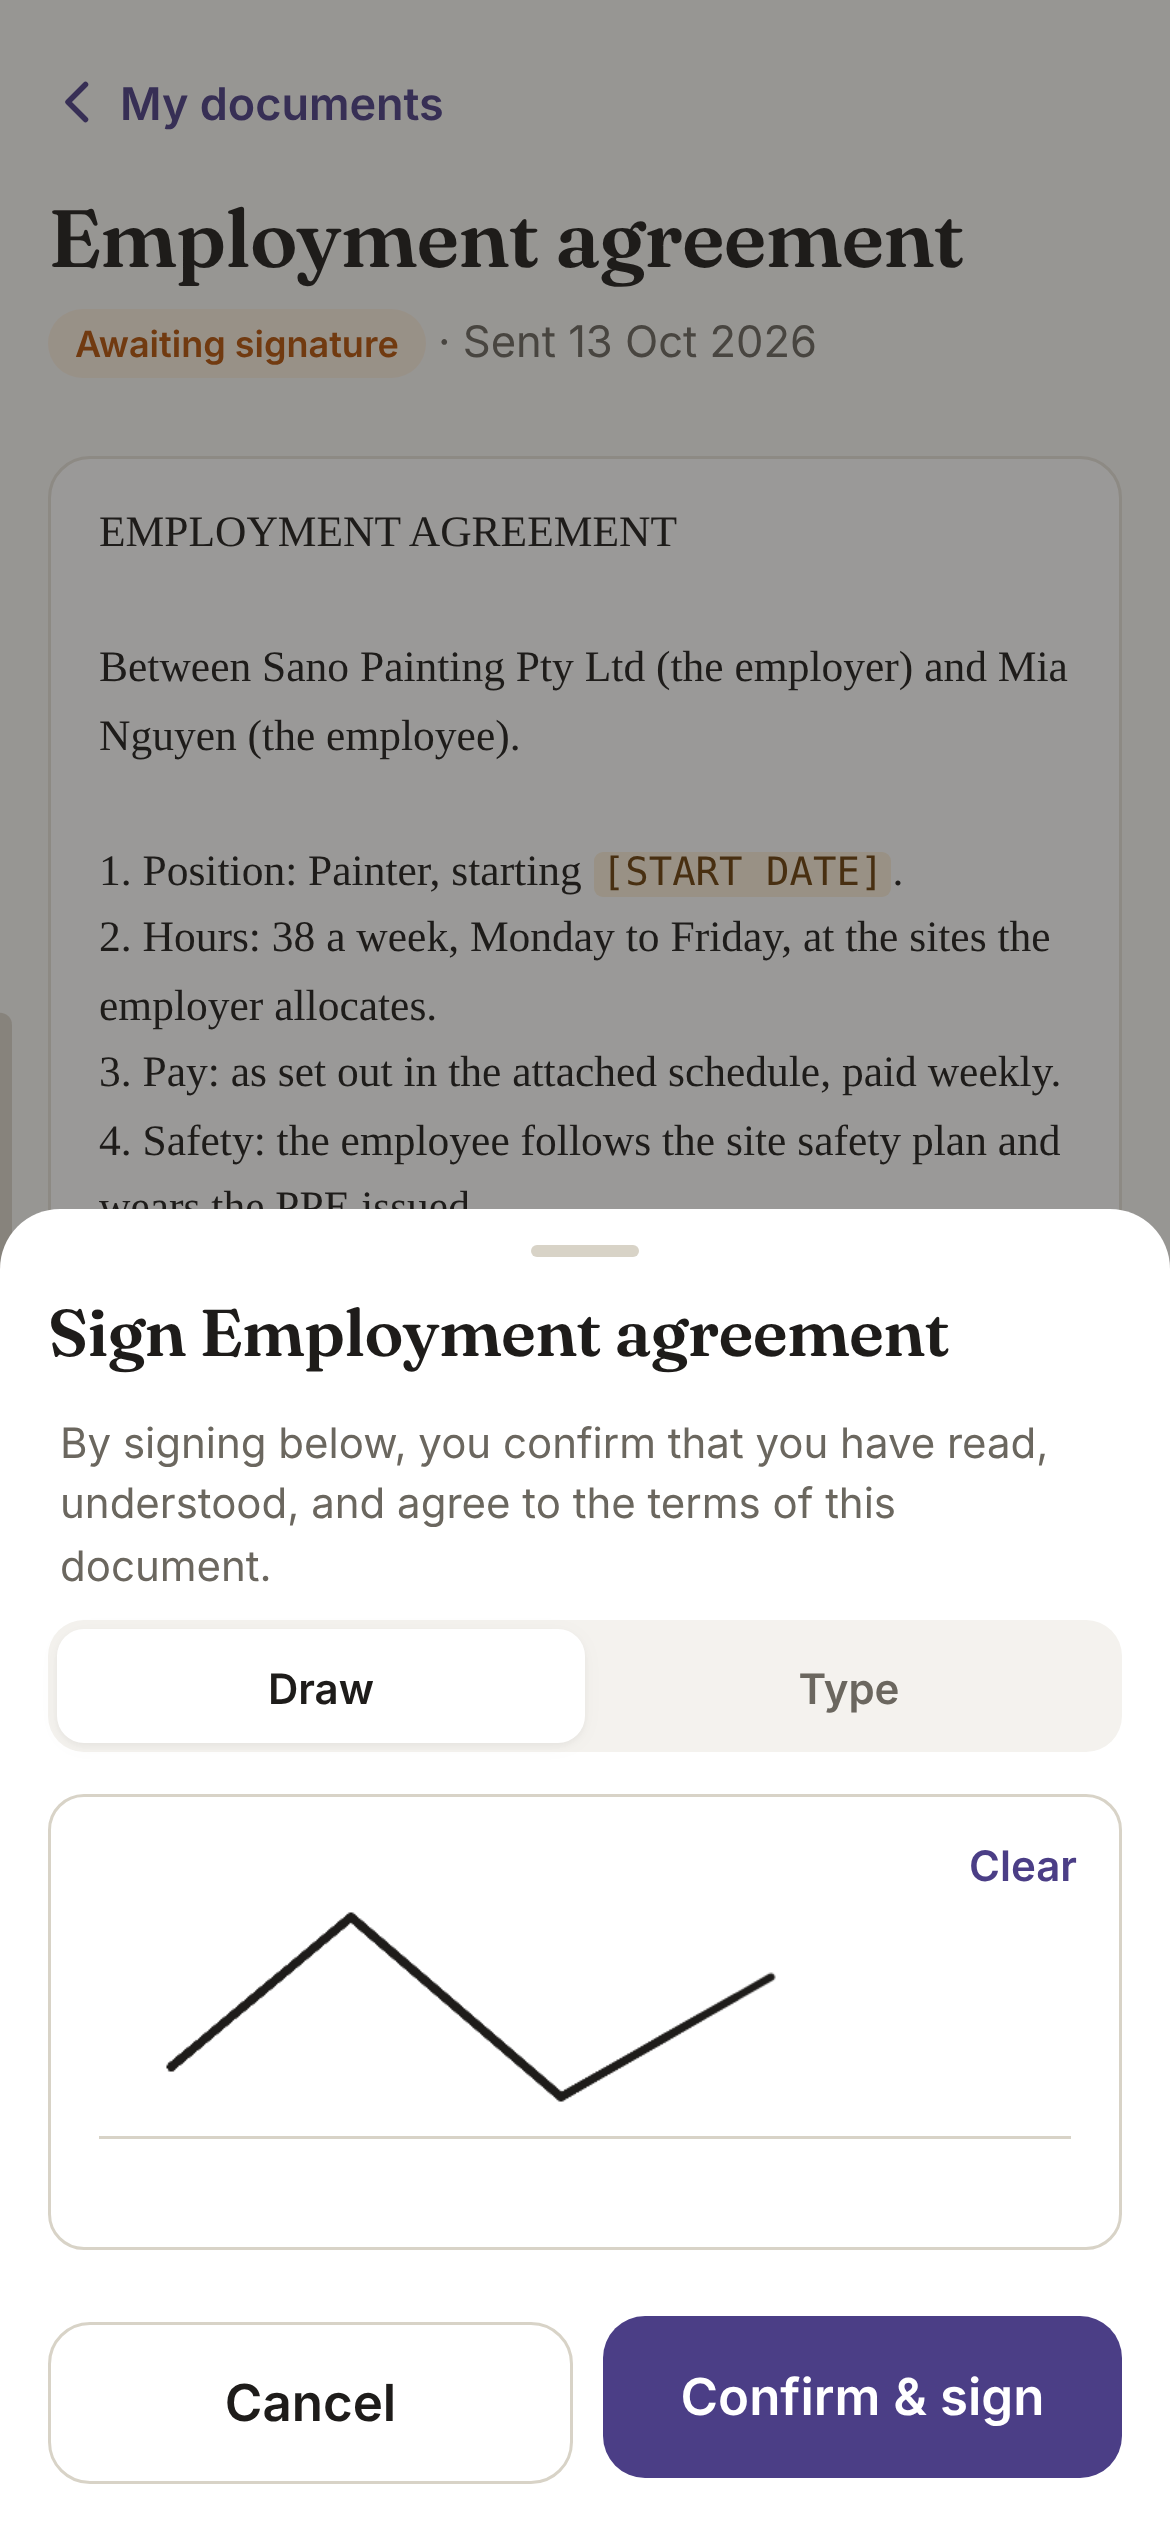 My documents
Employment agreement
Awaiting signature · Sent 13 Oct 2026
EMPLOYMENT AGREEMENT
Between Sano Painting Pty Ltd (the employer) and Mia
Nguyen (the employee).
1. Position: Painter, starting [START DATE].
2. Hours: 38 a week, Monday to Friday, at the sites the
employer allocates.
3. Pay: as set out in the attached schedule, paid weekly.
4. Safety: the employee follows the site safety plan and
wears the PPE issued
Sign Employment agreement
By signing below, you confirm that you have read,
understood, and agree to the terms of this
document.
Draw Type
Clear
Cancel Confirm & sign